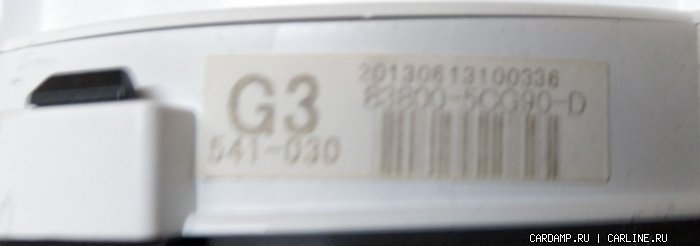 20130613100336
G3
83800-5CG90-D
541-030
CARDAMP.RU | CARLINE.RU